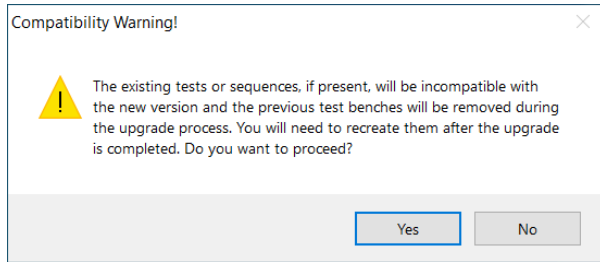 Compatibility Warning!
The existing tests or sequences, if present, will be incompatible with
the new version and the previous test benches will be removed during
the upgrade process. You will need to recreate them after the upgrade
is completed. Do you want to proceed?
Yes
No